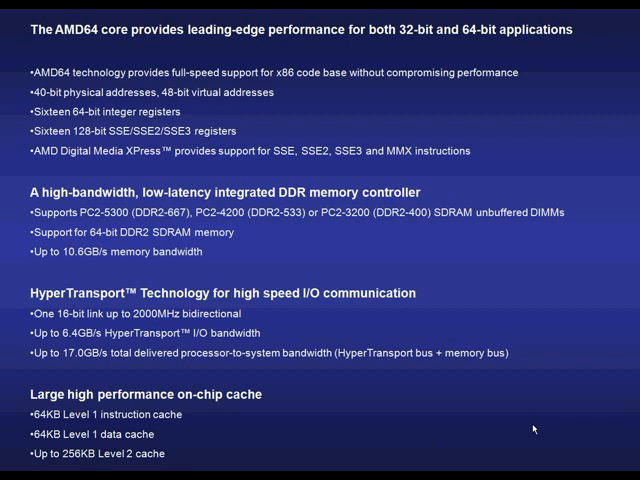 The AMD64 core provides leading-edge performance for both 32-bit and 64-bit applications
•AMD64 technology provides full-speed support for x86 code base without compromising performance
•40-bit physical addresses, 48-bit virtual addresses
•Sixteen 64-bit integer registers
•Sixteen 128-bit SSE/SSE2/SSE3 registers
•AMD Digital Media XPress™ provides support for SSE, SSE2, SSE3 and MMX instructions
A high-bandwidth, low-latency integrated DDR memory controller
•Supports PC2-5300 (DDR2-667), PC2-4200 (DDR2-533) or PC2-3200 (DDR2-400) SDRAM unbuffered DIMMs
•Support for 64-bit DDR2 SDRAM memory
•Up to 10.6GB/s memory bandwidth
HyperTransport™ Technology for high speed I/O communication
•One 16-bit link up to 2000MHz bidirectional
•Up to 6.4GB/s HyperTransport™ I/O bandwidth
•Up to 17.0GB/s total delivered processor-to-system bandwidth (HyperTransport bus + memory bus)
Large high performance on-chip cache
•64KB Level 1 instruction cache
•64KB Level 1 data cache
•Up to 256KB Level 2 cache